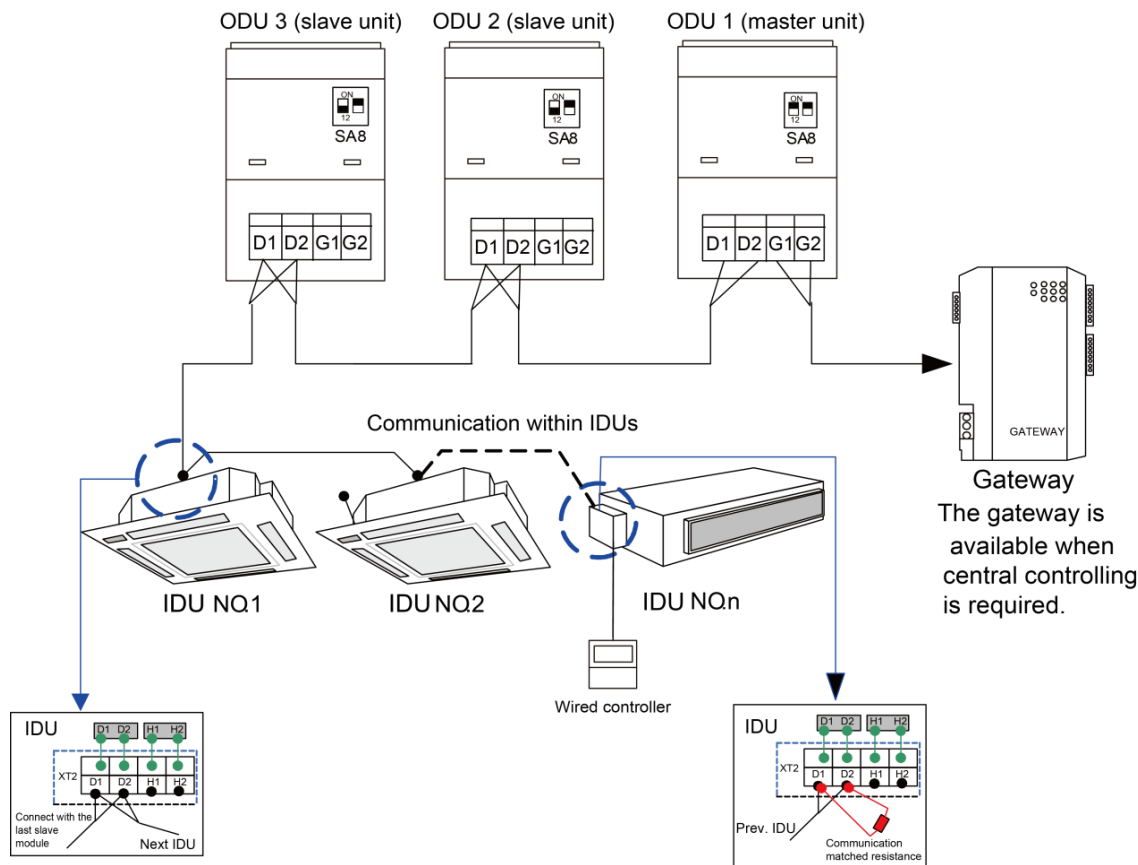 ODU 3 (slave unit)
ODU 2 (slave unit)
ODU 1 (master unit)
ON
12
SA8
ON
12
SA8
ON
12
SA8
D1 D2 G1 G2
D1 D2 G1 G2
D1 D2 G1 G2
GATEWAY
Gateway
The gateway is
available when
central controlling
is required.
Communication within IDUs
IDU NO.1
IDU NO.2
IDU NO.n
Wired controller
IDU
D1 D2 H1 H2
XT2
D1 D2 H1 H2
Connect with the
last slave
module
Next IDU
IDU
D1 D2 H1 H2
XT2
D1 D2 H1 H2
Prev. IDU
Communication
matched resistance